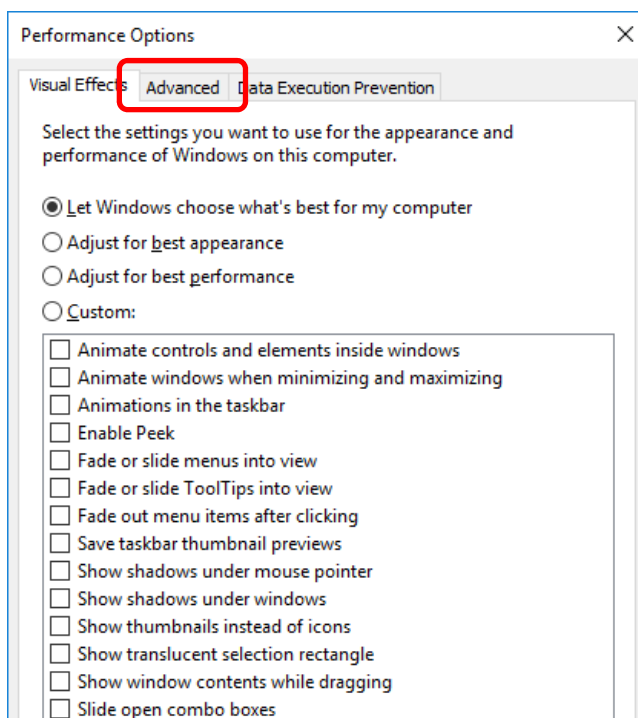 Performance Options
Visual Effects Advanced Data Execution Prevention
Select the settings you want to use for the appearance and
performance of Windows on this computer.
Let Windows choose what's best for my computer
Adjust for best appearance
Adjust for best performance
Custom:
Animate controls and elements inside windows
Animate windows when minimizing and maximizing
Animations in the taskbar
Enable Peek
Fade or slide menus into view
Fade or slide ToolTips into view
Fade out menu items after clicking
Save taskbar thumbnail previews
Show shadows under mouse pointer
Show shadows under windows
Show thumbnails instead of icons
Show translucent selection rectangle
Show window contents while dragging
Slide open combo boxes